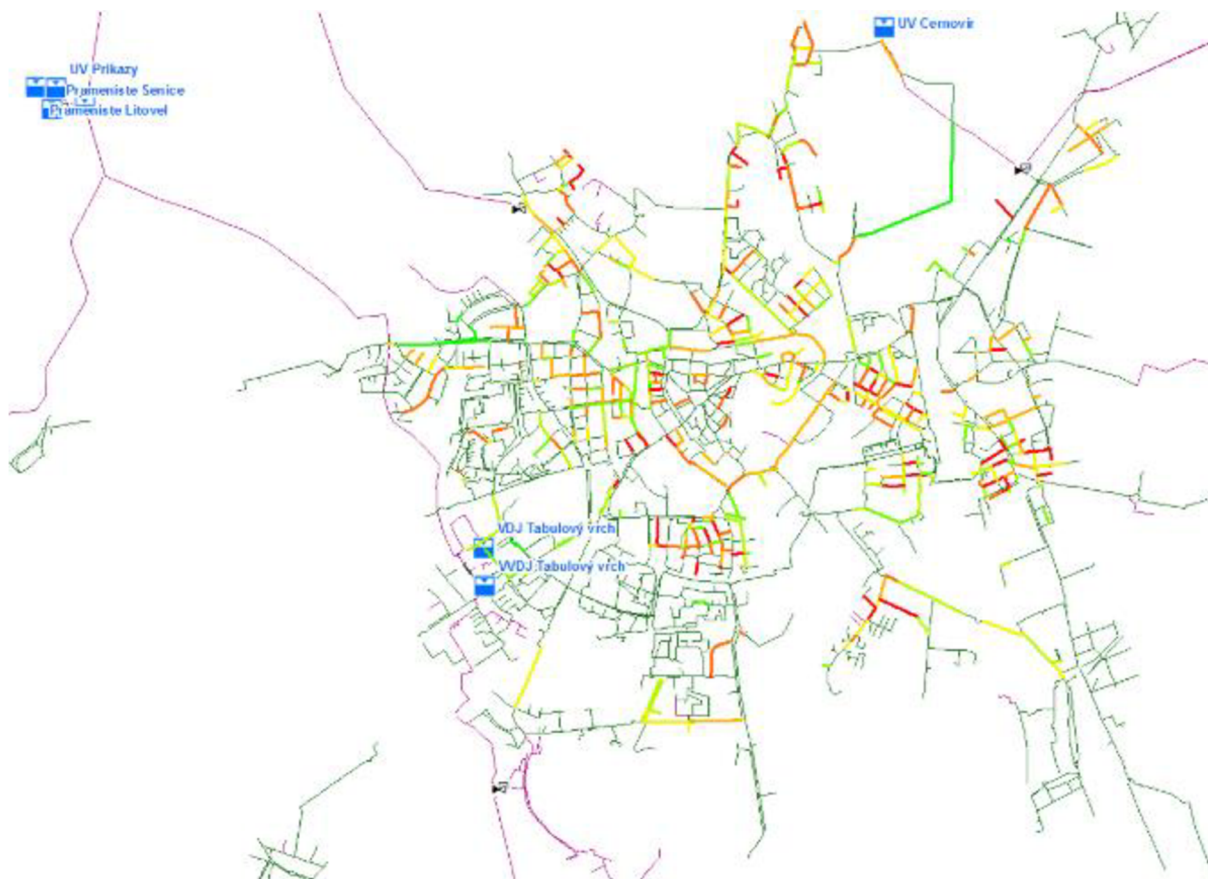 UV Cernovir
UV Prikazy
Prameniste Senice
Prameniste Litovel
VDJ Tabulový vrch
VVDJ Tabulový vrch